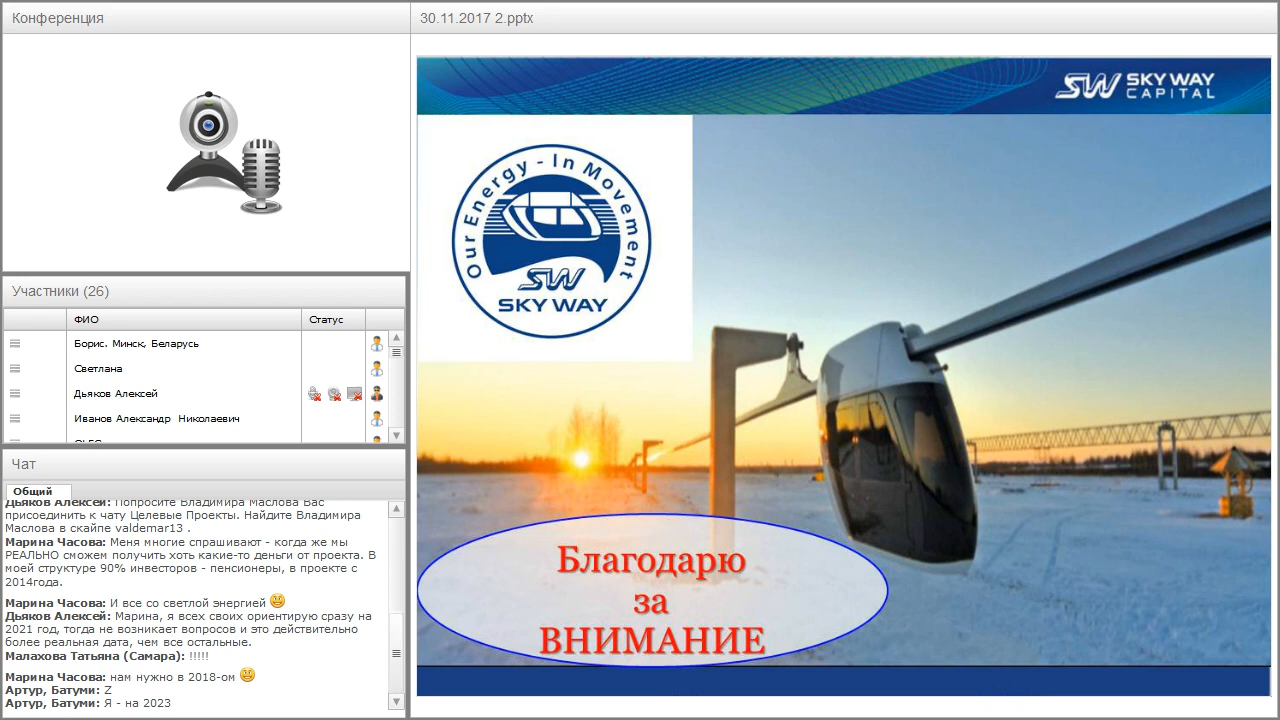 Конференция
30.11.2017 2.pptx
SW SKY WAY
CAPITAL
Our Energy - In Movement
SW
SKY WAY
Благодарю
за
ВНИМАНИЕ
Участники (26)
ФИО Статус
Борис. Минск, Беларусь
Светлана
Дьяков Алексей
Иванов Александр Николаевич
Чат
Общий
Дьяков Алексей: Попросите Владимира Маслова Вас
присоединить к чату Целевые Проекты. Найдите Владимира
Маслова в скайпе valdemar13 .
Марина Часова: Меня многие спрашивают - когда же мы
РЕАЛЬНО сможем получить хоть какие-то деньги от проекта. В
моей структуре 90% инвесторов - пенсионеры, в проекте с
2014года.
Марина Часова: И все со светлой энергией
Дьяков Алексей: Марина, я всех своих ориентирую сразу на
2021 год, тогда не возникает вопросов и это действительно
более реальная дата, чем все остальные.
Малахова Татьяна (Самара): !!!!!
Марина Часова: нам нужно в 2018-ом
Артур, Батуми: Z
Артур, Батуми: Я - на 2023